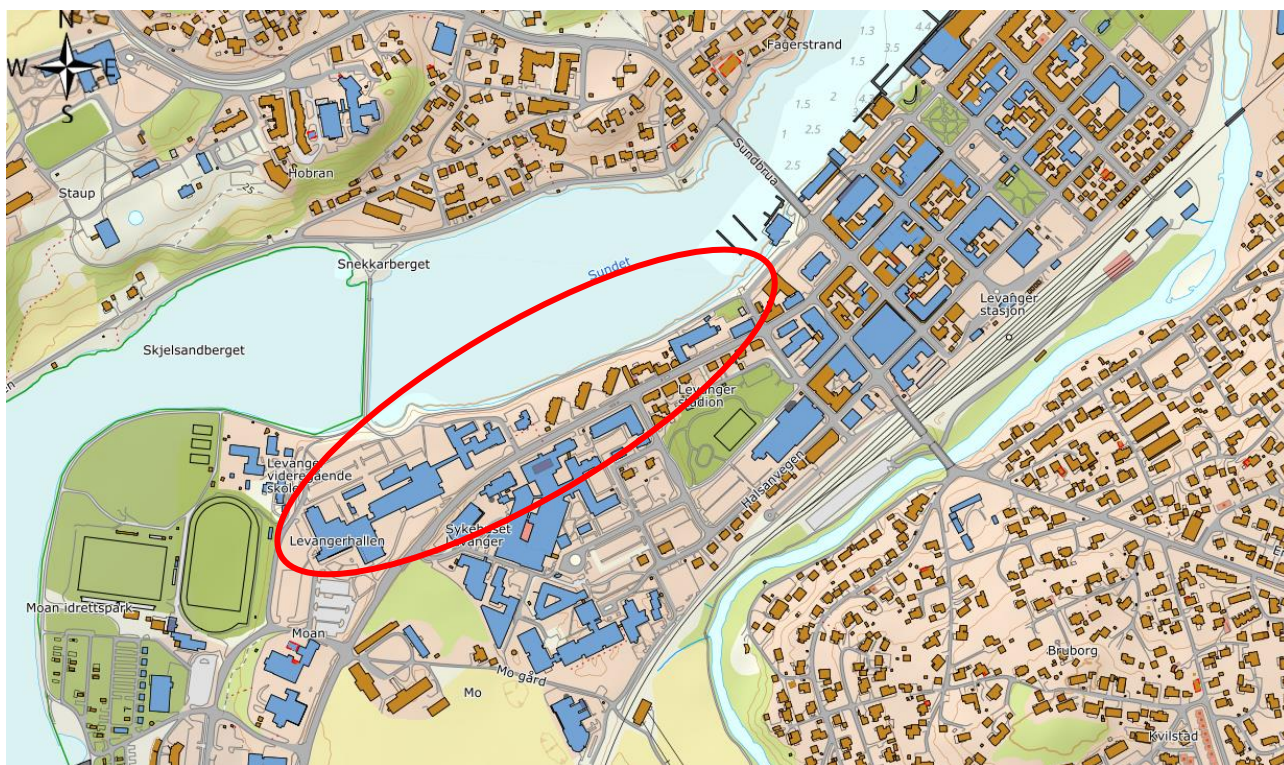 N
W E
S
Fagerstrand
1.3
4.4
3.5
1.5
2
4.
1
2.5
2.5
Sundbrua
Staup
25
Hobran
Snekkarberget
Sundet
Skjelsandberget
Levanger
stasjon
Levanger
stadion
Levanger
videregående
skole
Halsanvegen
Sykehuset
Levanger
Levangerhallen
Moan idrettspark
Moan
Mo gård
Mo
Bruborg
Kvilstad